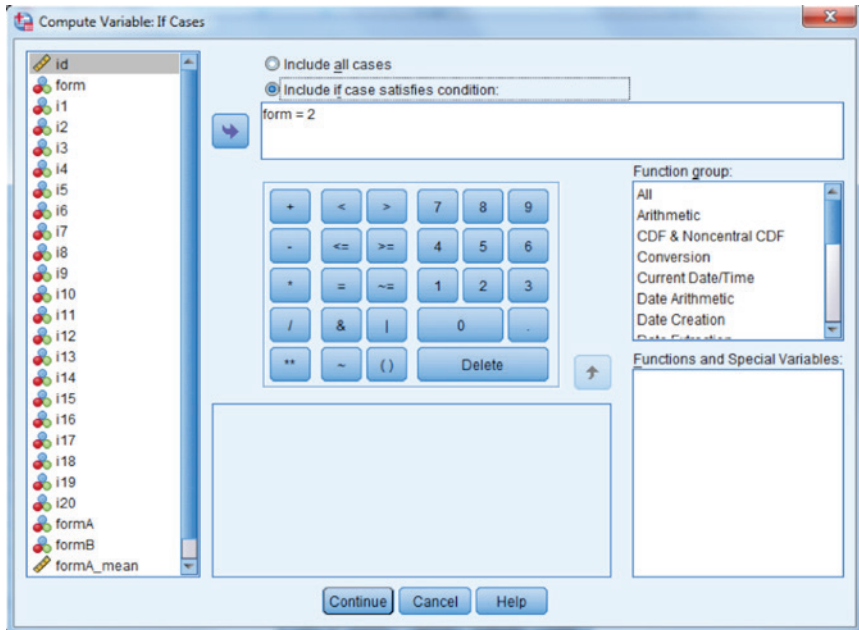 Compute Variable: If Cases
id
form
i1
i2
i3
i4
i5
i6
i7
i8
i9
i10
i11
i12
i13
i14
i15
i16
i17
i18
i19
i20
formA
formB
formA_mean
Include all cases
Include if case satisfies condition:
form = 2
+ < > 7 8 9
- <= >= 4 5 6
* = ~= 1 2 3
/ & | 0 .
** ~ ( ) Delete
Function group:
All
Arithmetic
CDF & Noncentral CDF
Conversion
Current Date/Time
Date Arithmetic
Date Creation
Date Extraction
Functions and Special Variables:
Continue Cancel Help